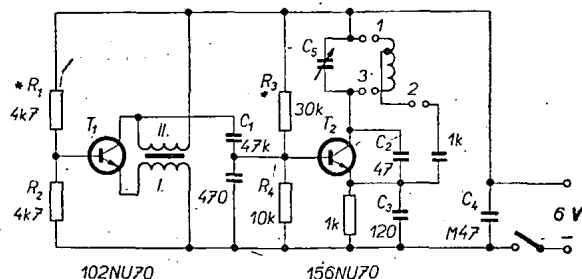 1
C5
* R1
4k7
R3
*
30k
3
2
T1
II.
I.
C1
47k
T2
1k
C2
47
R2
4k7
470
R4
10k
1k
C3
120
C4
M47
6 V
102NU70
156NU70